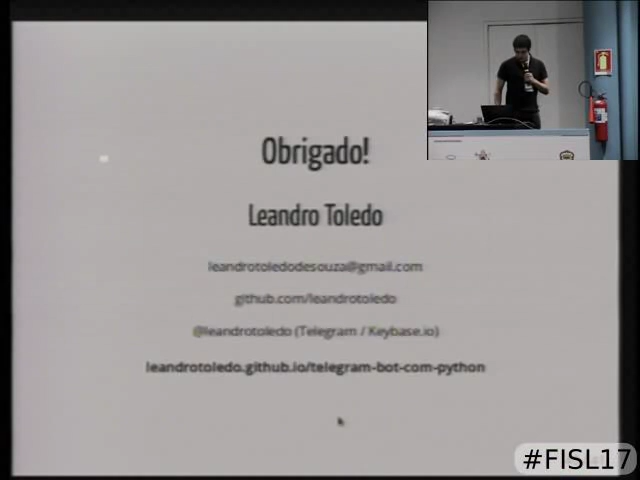 Obrigado!
Leandro Toledo
leandrotoledodesouza@gmail.com
github.com/leandrotoledo
@leandrotoledo (Telegram / Keybase.io)
leandrotoledo.github.io/telegram-bot-com-python
#FISL17